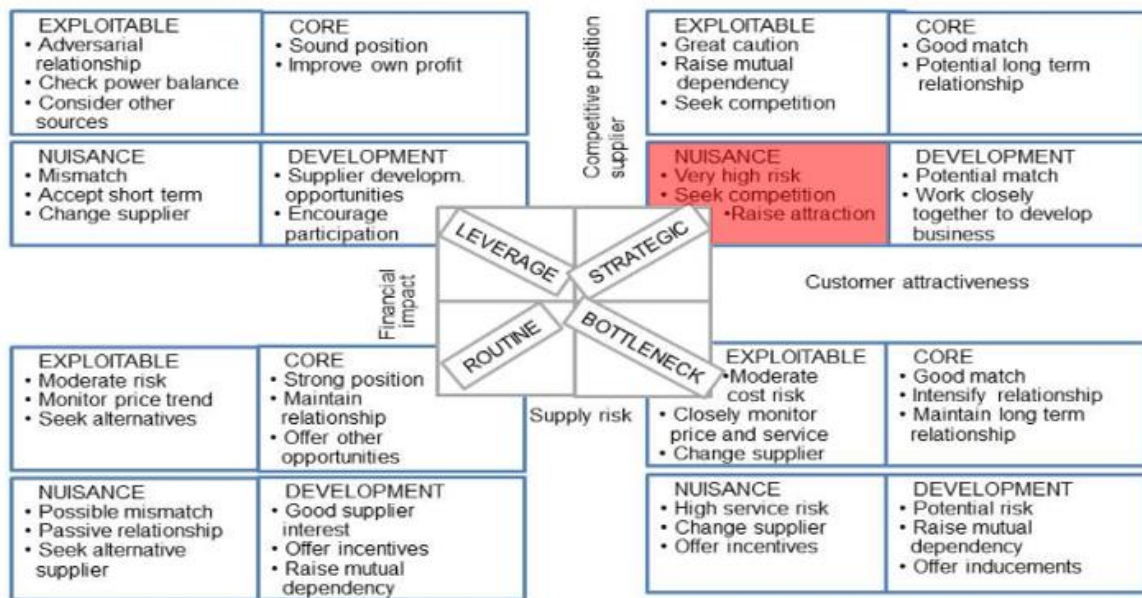 EXPLOITABLE
• Adversarial
relationship
• Check power balance
• Consider other
sources
CORE
• Sound position
• Improve own profit
NUISANCE
• Mismatch
• Accept short term
• Change supplier
DEVELOPMENT
• Supplier developm.
opportunities
• Encourage
participation
Competitive position
supplier
EXPLOITABLE
• Great caution
• Raise mutual
dependency
• Seek competition
CORE
• Good match
• Potential long term
relationship
NUISANCE
• Very high risk
• Seek competition
• Raise attraction
DEVELOPMENT
• Potential match
• Work closely
together to develop
business
LEVERAGE
STRATEGIC
ROUTINE
BOTTLENECK
Financial
impact
Customer attractiveness
Supply risk
EXPLOITABLE
• Moderate risk
• Monitor price trend
• Seek alternatives
CORE
• Strong position
• Maintain
relationship
• Offer other
opportunities
NUISANCE
• Possible mismatch
• Passive relationship
• Seek alternative
supplier
DEVELOPMENT
• Good supplier
interest
• Offer incentives
• Raise mutual
dependency
EXPLOITABLE
• Moderate
cost risk
• Closely monitor
price and service
• Change supplier
CORE
• Good match
• Intensify relationship
• Maintain long term
relationship
NUISANCE
• High service risk
• Change supplier
• Offer incentives
DEVELOPMENT
• Potential risk
• Raise mutual
dependency
• Offer inducements